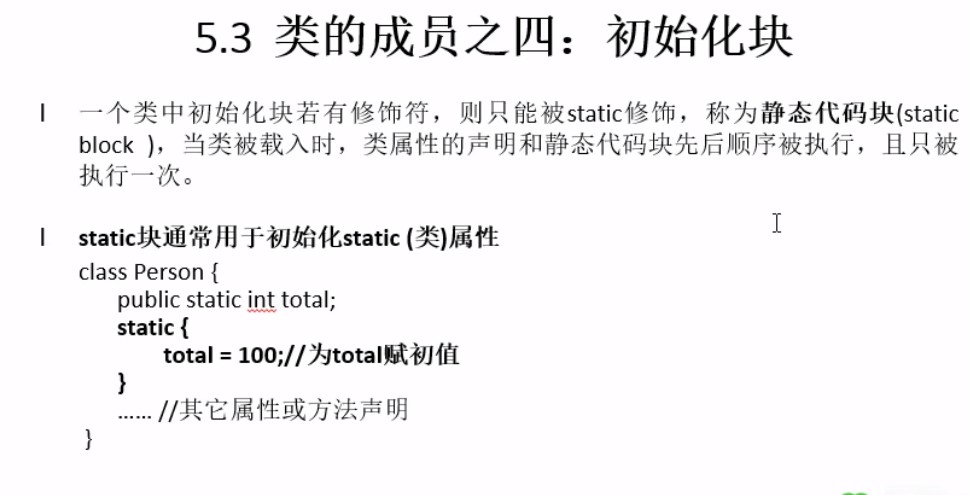 5.3 类的成员之四：初始化块
l 一个类中初始化块若有修饰符，则只能被static修饰，称为静态代码块(static
block )，当类被载入时，类属性的声明和静态代码块先后顺序被执行，且只被
执行一次。
l static块通常用于初始化static (类)属性
class Person {
public static int total;
static {
total = 100;//为total赋初值
}
…… //其它属性或方法声明
}